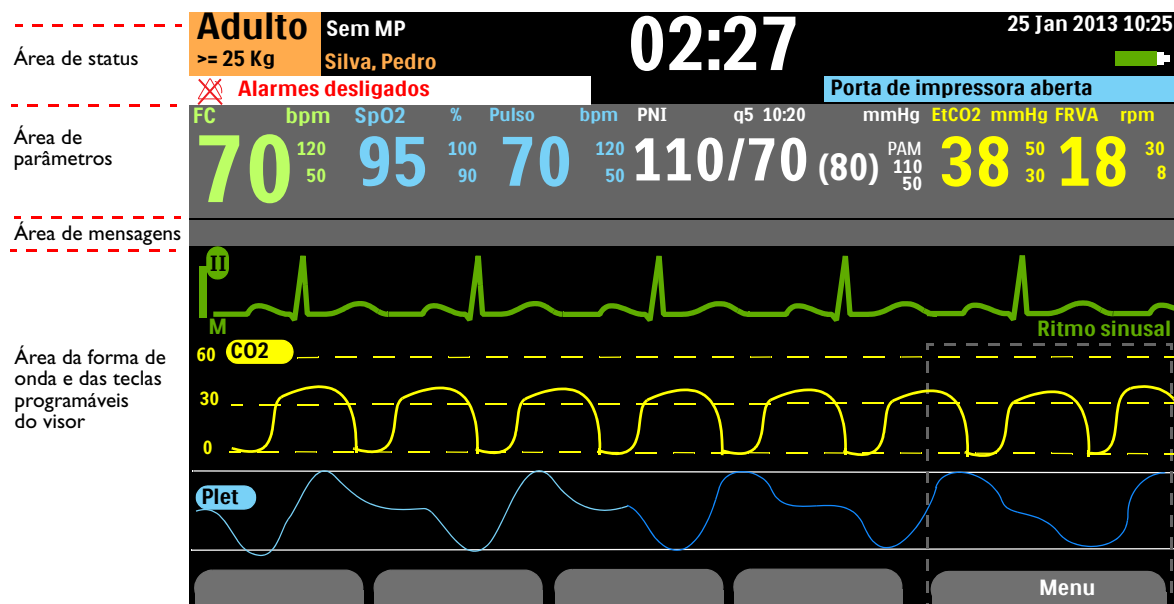 Área de status
Área de
parâmetros
Área de mensagens
Área da forma de
onda e das teclas
programáveis
do visor
Adulto
>= 25 Kg
Sem MP
Silva, Pedro
02:27
25 Jan 2013 10:25
Alarmes desligados
Porta de impressora aberta
FC bpm SpO2 % Pulso bpm PNI q5 10:20 mmHg EtCO2 mmHg FRVA rpm
70 120 50
95 100 90
70 120 50
110/70 (80) PAM 110 50
38 50 30
18 30 8
II
M
Ritmo sinusal
60 CO2
30
0
Plet
Menu